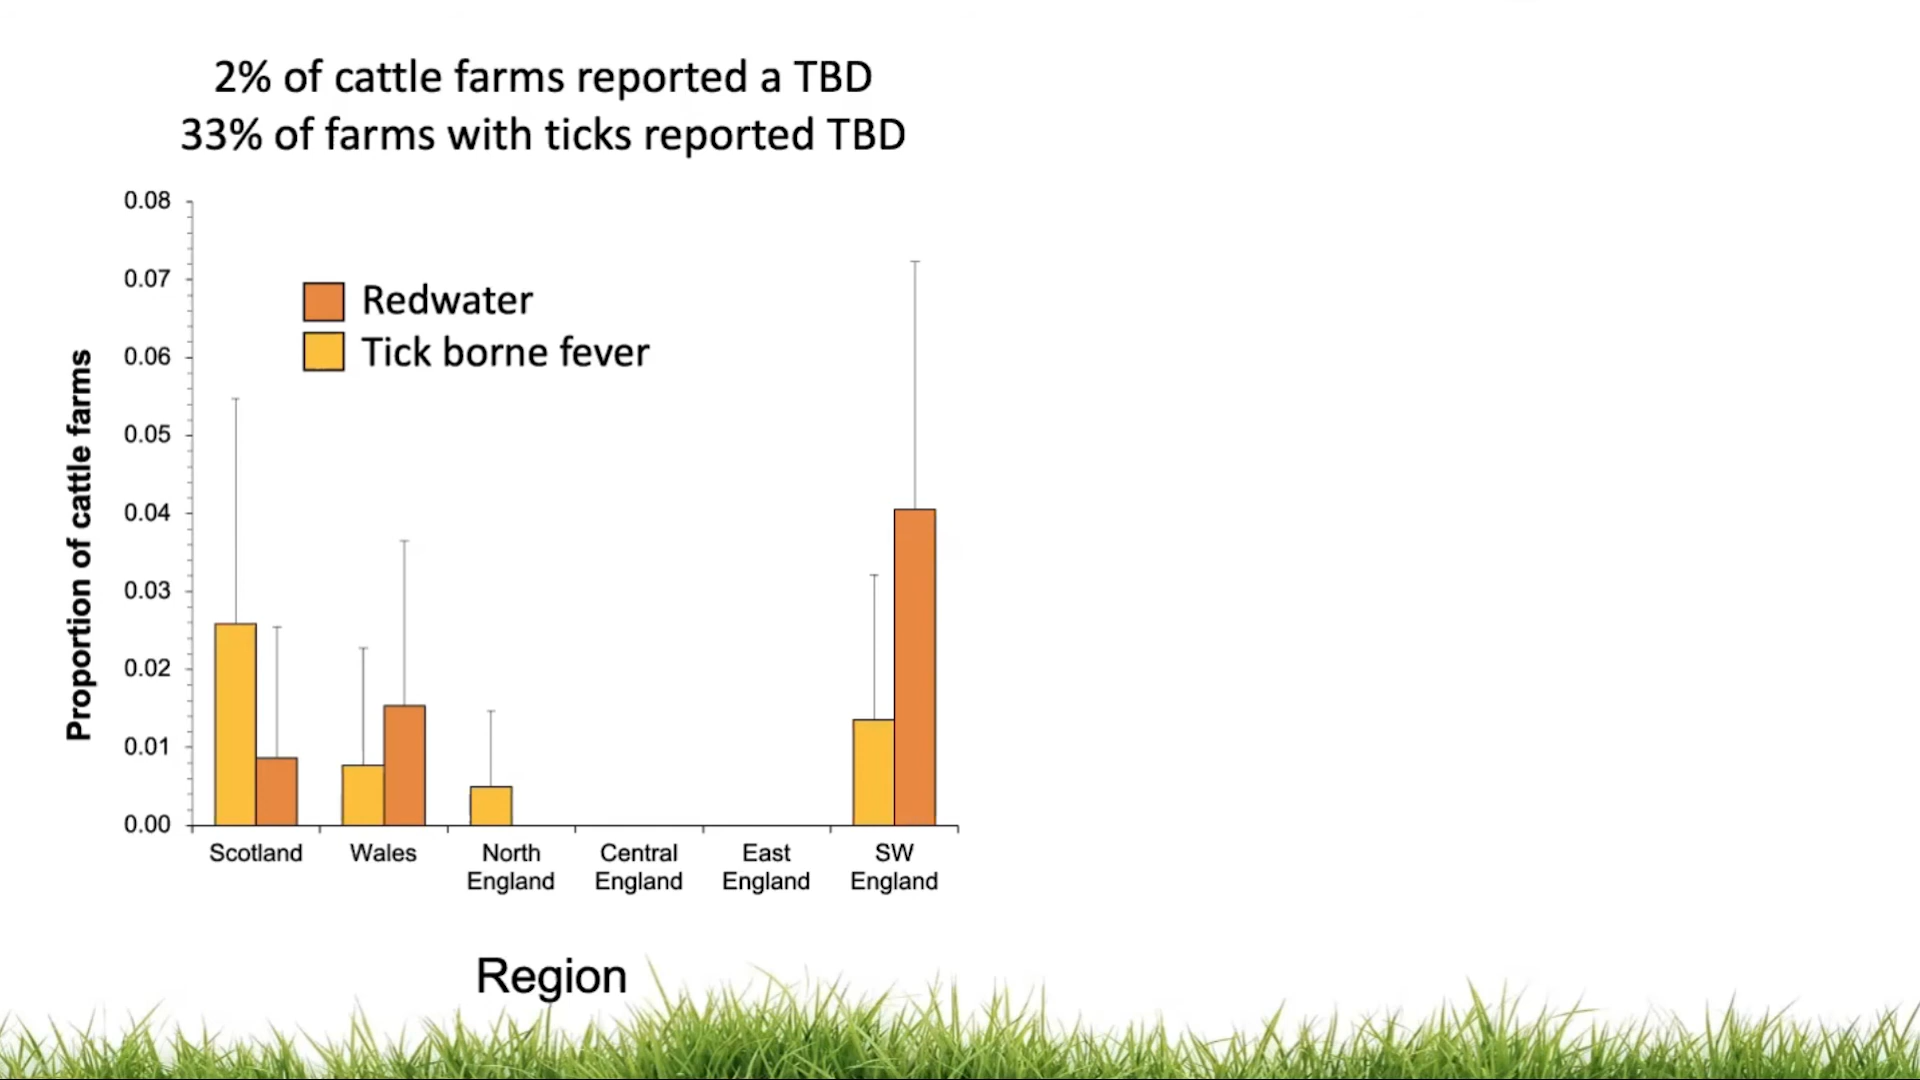 2% of cattle farms reported a TBD
33% of farms with ticks reported TBD
0.08
0.07
0.06
0.05
0.04
0.03
0.02
0.01
0.00
Proportion of cattle farms
Redwater
Tick borne fever
Scotland
Wales
North
England
Central
England
East
England
SW
England
Region